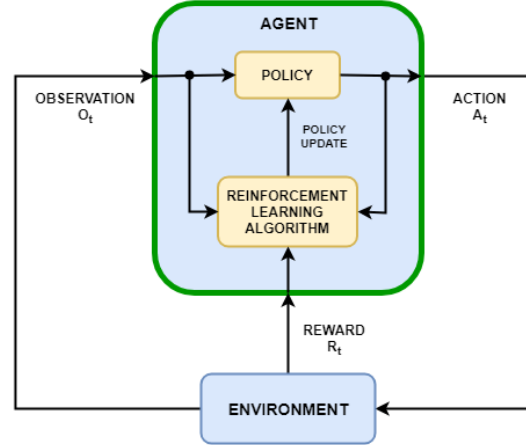 AGENT
POLICY
OBSERVATION
Oₜ
ACTION
Aₜ
POLICY
UPDATE
REINFORCEMENT
LEARNING
ALGORITHM
REWARD
Rₜ
ENVIRONMENT